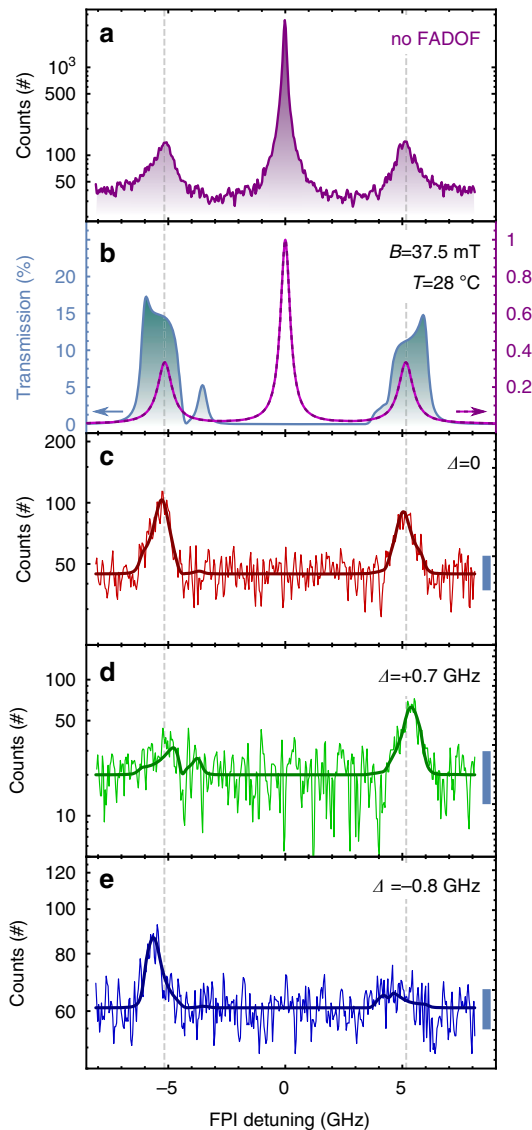 a
no FADOF
Counts (#)
10³
500
100
50
b
B=37.5 mT
T=28 °C
Transmission (%)
20
15
10
5
0
1
0.8
0.6
0.4
0.2
c
Δ=0
Counts (#)
200
100
50
d
Δ=+0.7 GHz
Counts (#)
100
50
10
e
Δ =–0.8 GHz
Counts (#)
120
100
80
60
–5 0 5
FPI detuning (GHz)